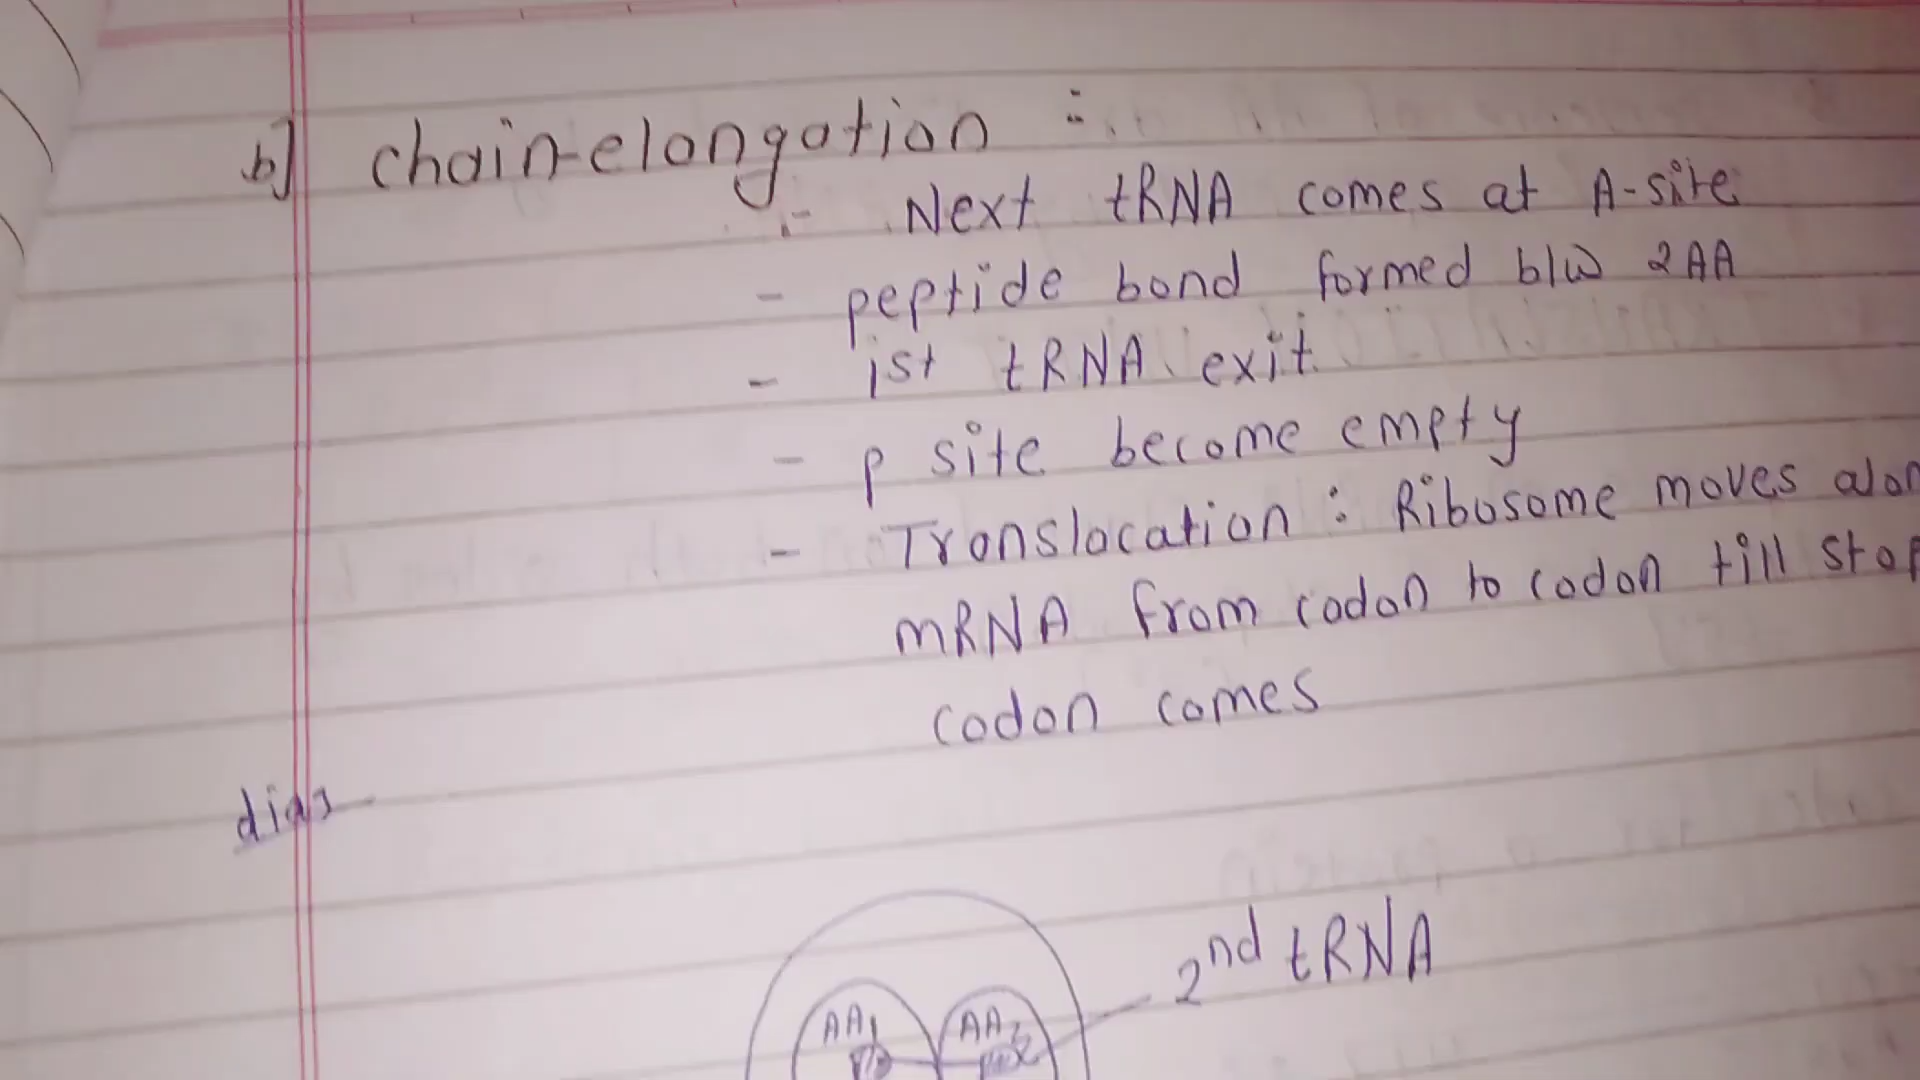 b] chain-elongation :-
- Next tRNA comes at A-site
- peptide bond formed b/w 2AA
- 1st tRNA exit
- p site become empty
- Translocation : Ribosome moves alon
mRNA from codon to codon till stop
codon comes
2nd tRNA
AA1 AA2